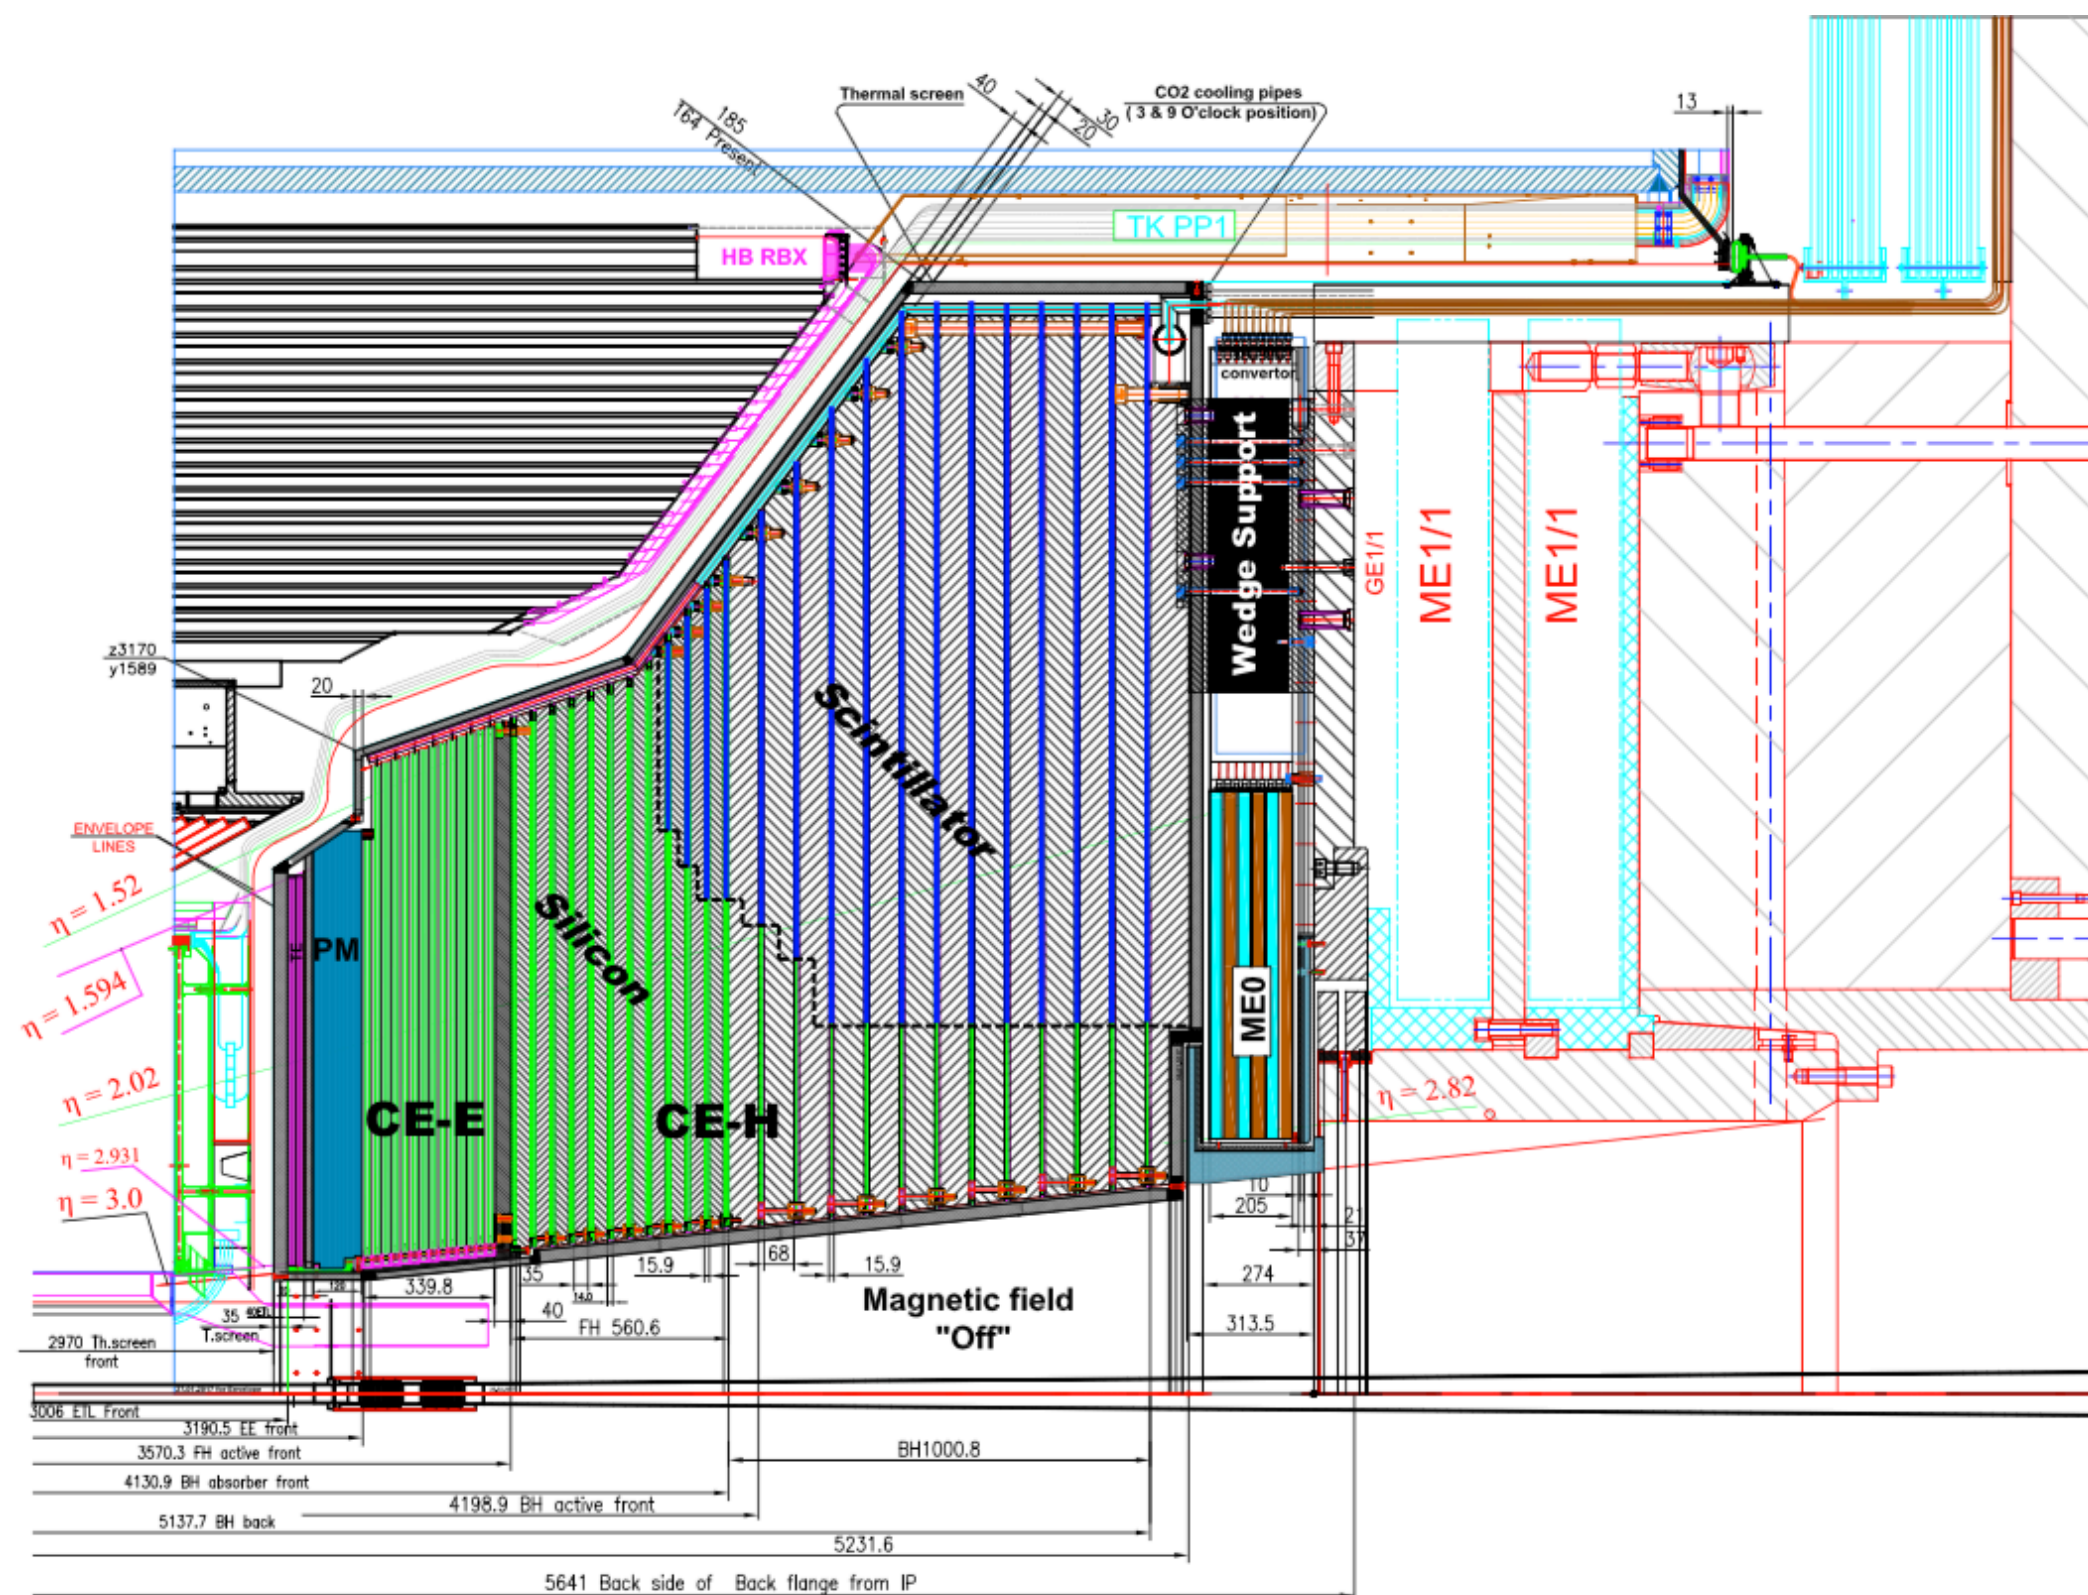 40
30
20
13
185
164 Present
Thermal screen
CO2 cooling pipes
( 3 & 9 O'clock position)
TK PP1
HB RBX
convertor
Wedge Support
GE1/1
ME1/1
ME1/1
z3170
y1589
20
Scintillator
ENVELOPE
LINES
η = 1.52
η = 1.594
PM
Silicon
ME0
η = 2.02
CE-E
CE-H
η = 2.82
η = 2.931
η = 3.0
10
205
21
37
35
15.9
68
15.9
339.8
120
14.0
274
40
Magnetic field
"Off"
FH 560.6
313.5
35
T.screen
2970 Th.screen
front
3006 ETL Front
3190.5 EE front
3570.3 FH active front
BH1000.8
4130.9 BH absorber front
4198.9 BH active front
5137.7 BH back
5231.6
5641 Back side of Back flange from IP